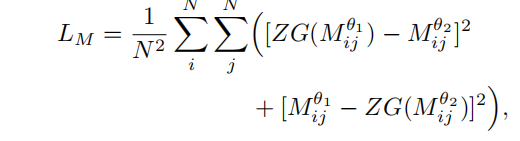 L_M = \frac{1}{N^2} \sum_{i}^{N} \sum_{j}^{N} \Big( [ZG(M_{ij}^{\theta_1}) - M_{ij}^{\theta_2}]^2
+ [M_{ij}^{\theta_1} - ZG(M_{ij}^{\theta_2})]^2 \Big),